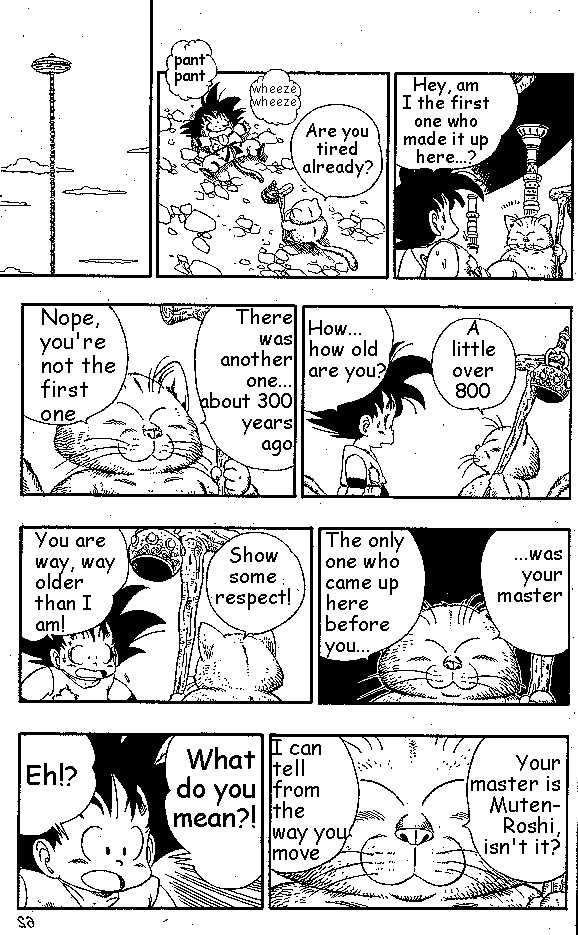 pant
pant
wheeze
wheeze
Are you
tired
already?
Hey, am
I the first
one who
made it up
here...?
Nope,
you're
not the
first
one
There
was
another
one...
about 300
years
ago
How...
how old
are you?
A
little
over
800
You are
way, way
older
than I
am!
Show
some
respect!
The only
one who
came up
here
before
you...
...was
your
master
Eh!?
What
do you
mean?!
I can
tell
from
the
way you
move
Your
master is
Muten-
Roshi,
isn't it?
62